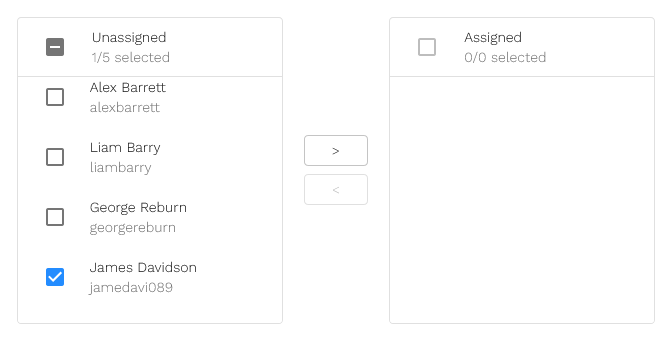 Unassigned
1/5 selected
Alex Barrett
alexbarrett
Liam Barry
liambarry
George Reburn
georgereburn
James Davidson
jamedavi089
>
<
Assigned
0/0 selected